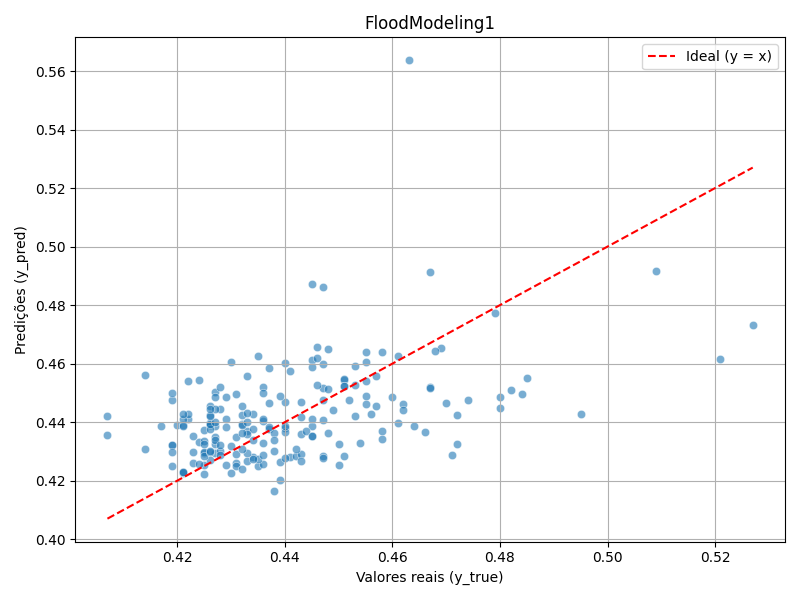 FloodModeling1
Ideal (y = x)
Predições (y_pred)
0.56
0.54
0.52
0.50
0.48
0.46
0.44
0.42
0.40
0.42 0.44 0.46 0.48 0.50 0.52
Valores reais (y_true)